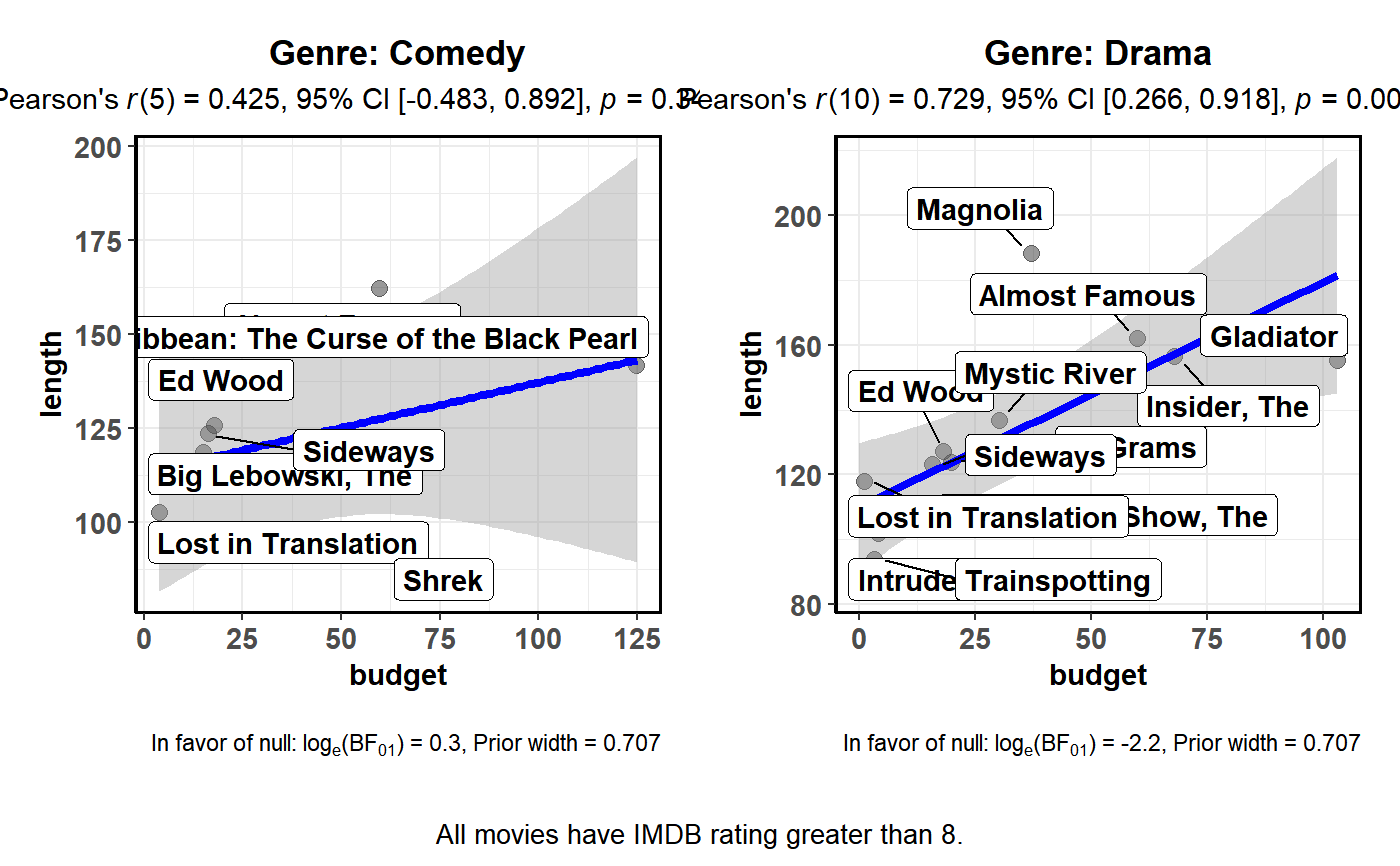 Genre: Comedy
Pearson's r(5) = 0.425, 95% CI [-0.483, 0.892], p = 0.34
200
175
150
125
100
length
ibbean: The Curse of the Black Pearl
Ed Wood
Sideways
Big Lebowski, The
Lost in Translation
Shrek
0 25 50 75 100 125
budget
In favor of null: loge(BF01) = 0.3, Prior width = 0.707
Genre: Drama
Pearson's r(10) = 0.729, 95% CI [0.266, 0.918], p = 0.00
200
160
120
80
length
Magnolia
Almost Famous
Gladiator
Mystic River
Ed Wood
Insider, The
Grams
Sideways
Lost in Translation
Show, The
Intrude
Trainspotting
0 25 50 75 100
budget
In favor of null: loge(BF01) = -2.2, Prior width = 0.707
All movies have IMDB rating greater than 8.